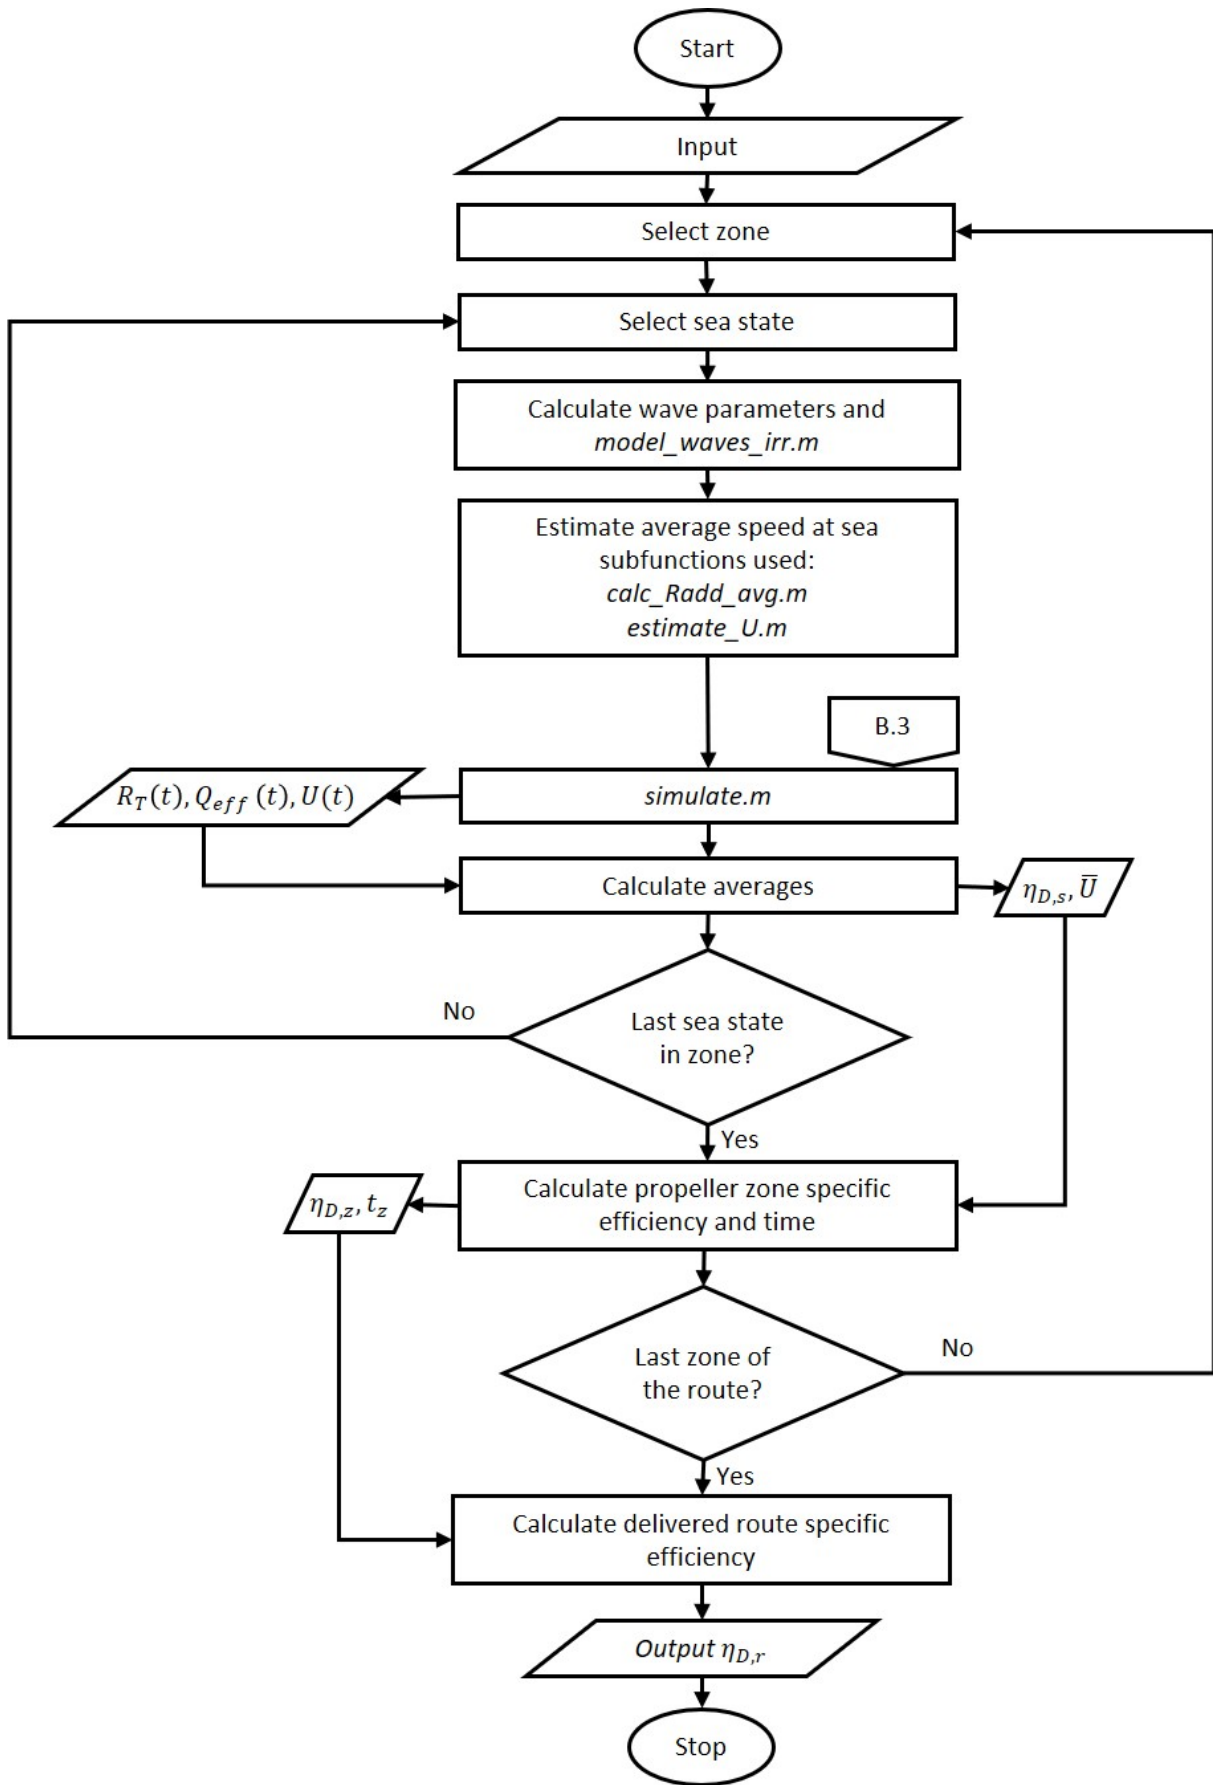 Start
Input
Select zone
Select sea state
Calculate wave parameters and
model_waves_irr.m
Estimate average speed at sea
subfunctions used:
calc_Radd_avg.m
estimate_U.m
B.3
R_T(t), Q_eff(t), U(t)
simulate.m
Calculate averages
η_D,s, U̅
No
Last sea state
in zone?
Yes
Calculate propeller zone specific
efficiency and time
η_D,z, t_z
Last zone of
the route?
No
Yes
Calculate delivered route specific
efficiency
Output η_D,r
Stop